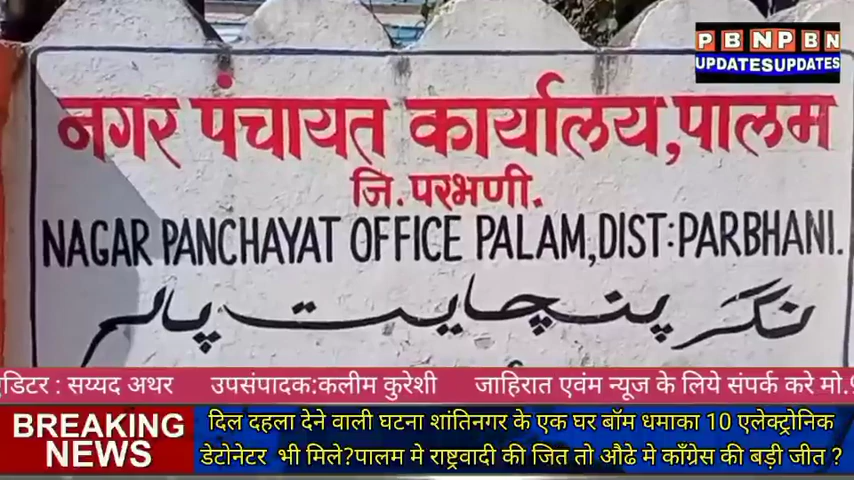 PBNPBN
UPDATESUPDATES
नगर पंचायत कार्यालय,पालम
जि.परभणी.
NAGAR PANCHAYAT OFFICE PALAM,DIST:PARBHANI.
نگر پنچایت پالم
डिटर : सय्यद अथर उपसंपादक:कलीम कुरेशी जाहिरात एवंम न्यूज के लिये संपर्क करे मो.9
BREAKING
NEWS
दिल दहला देने वाली घटना शांतिनगर के एक घर बॉम धमाका 10 एलेक्ट्रोनिक
डेटोनेटर भी मिले?पालम मे राष्ट्रवादी की जित तो औढे मे काँग्रेस की बड़ी जीत ?